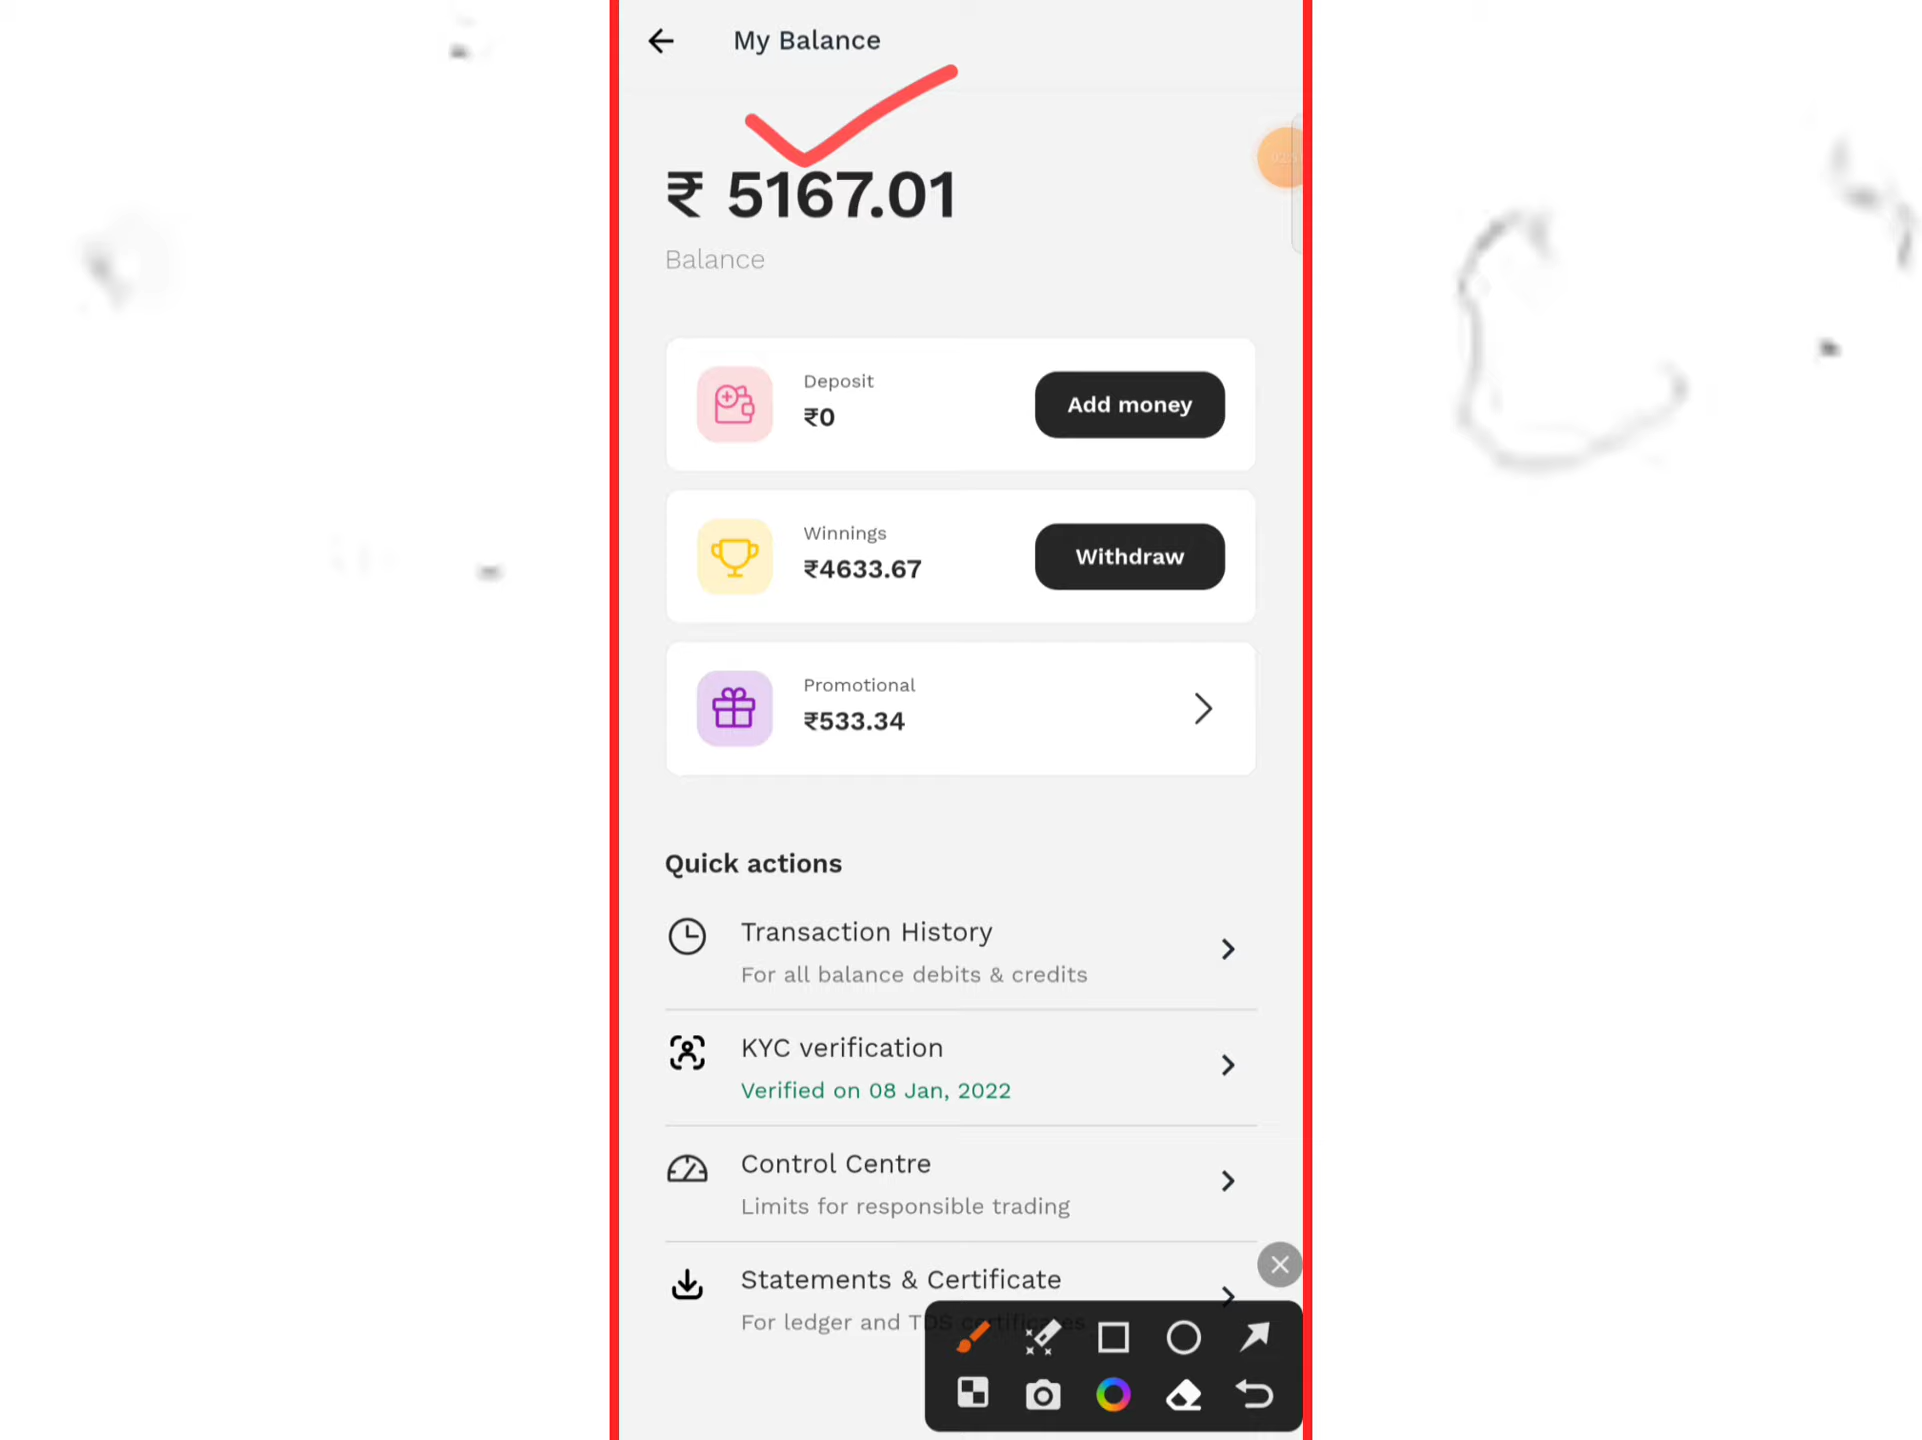 My Balance
₹ 5167.01
Balance
Deposit
₹0
Add money
Winnings
₹4633.67
Withdraw
Promotional
₹533.34
Quick actions
Transaction History
For all balance debits & credits
KYC verification
Verified on 08 Jan, 2022
Control Centre
Limits for responsible trading
Statements & Certificate
For ledger and TDS certificates